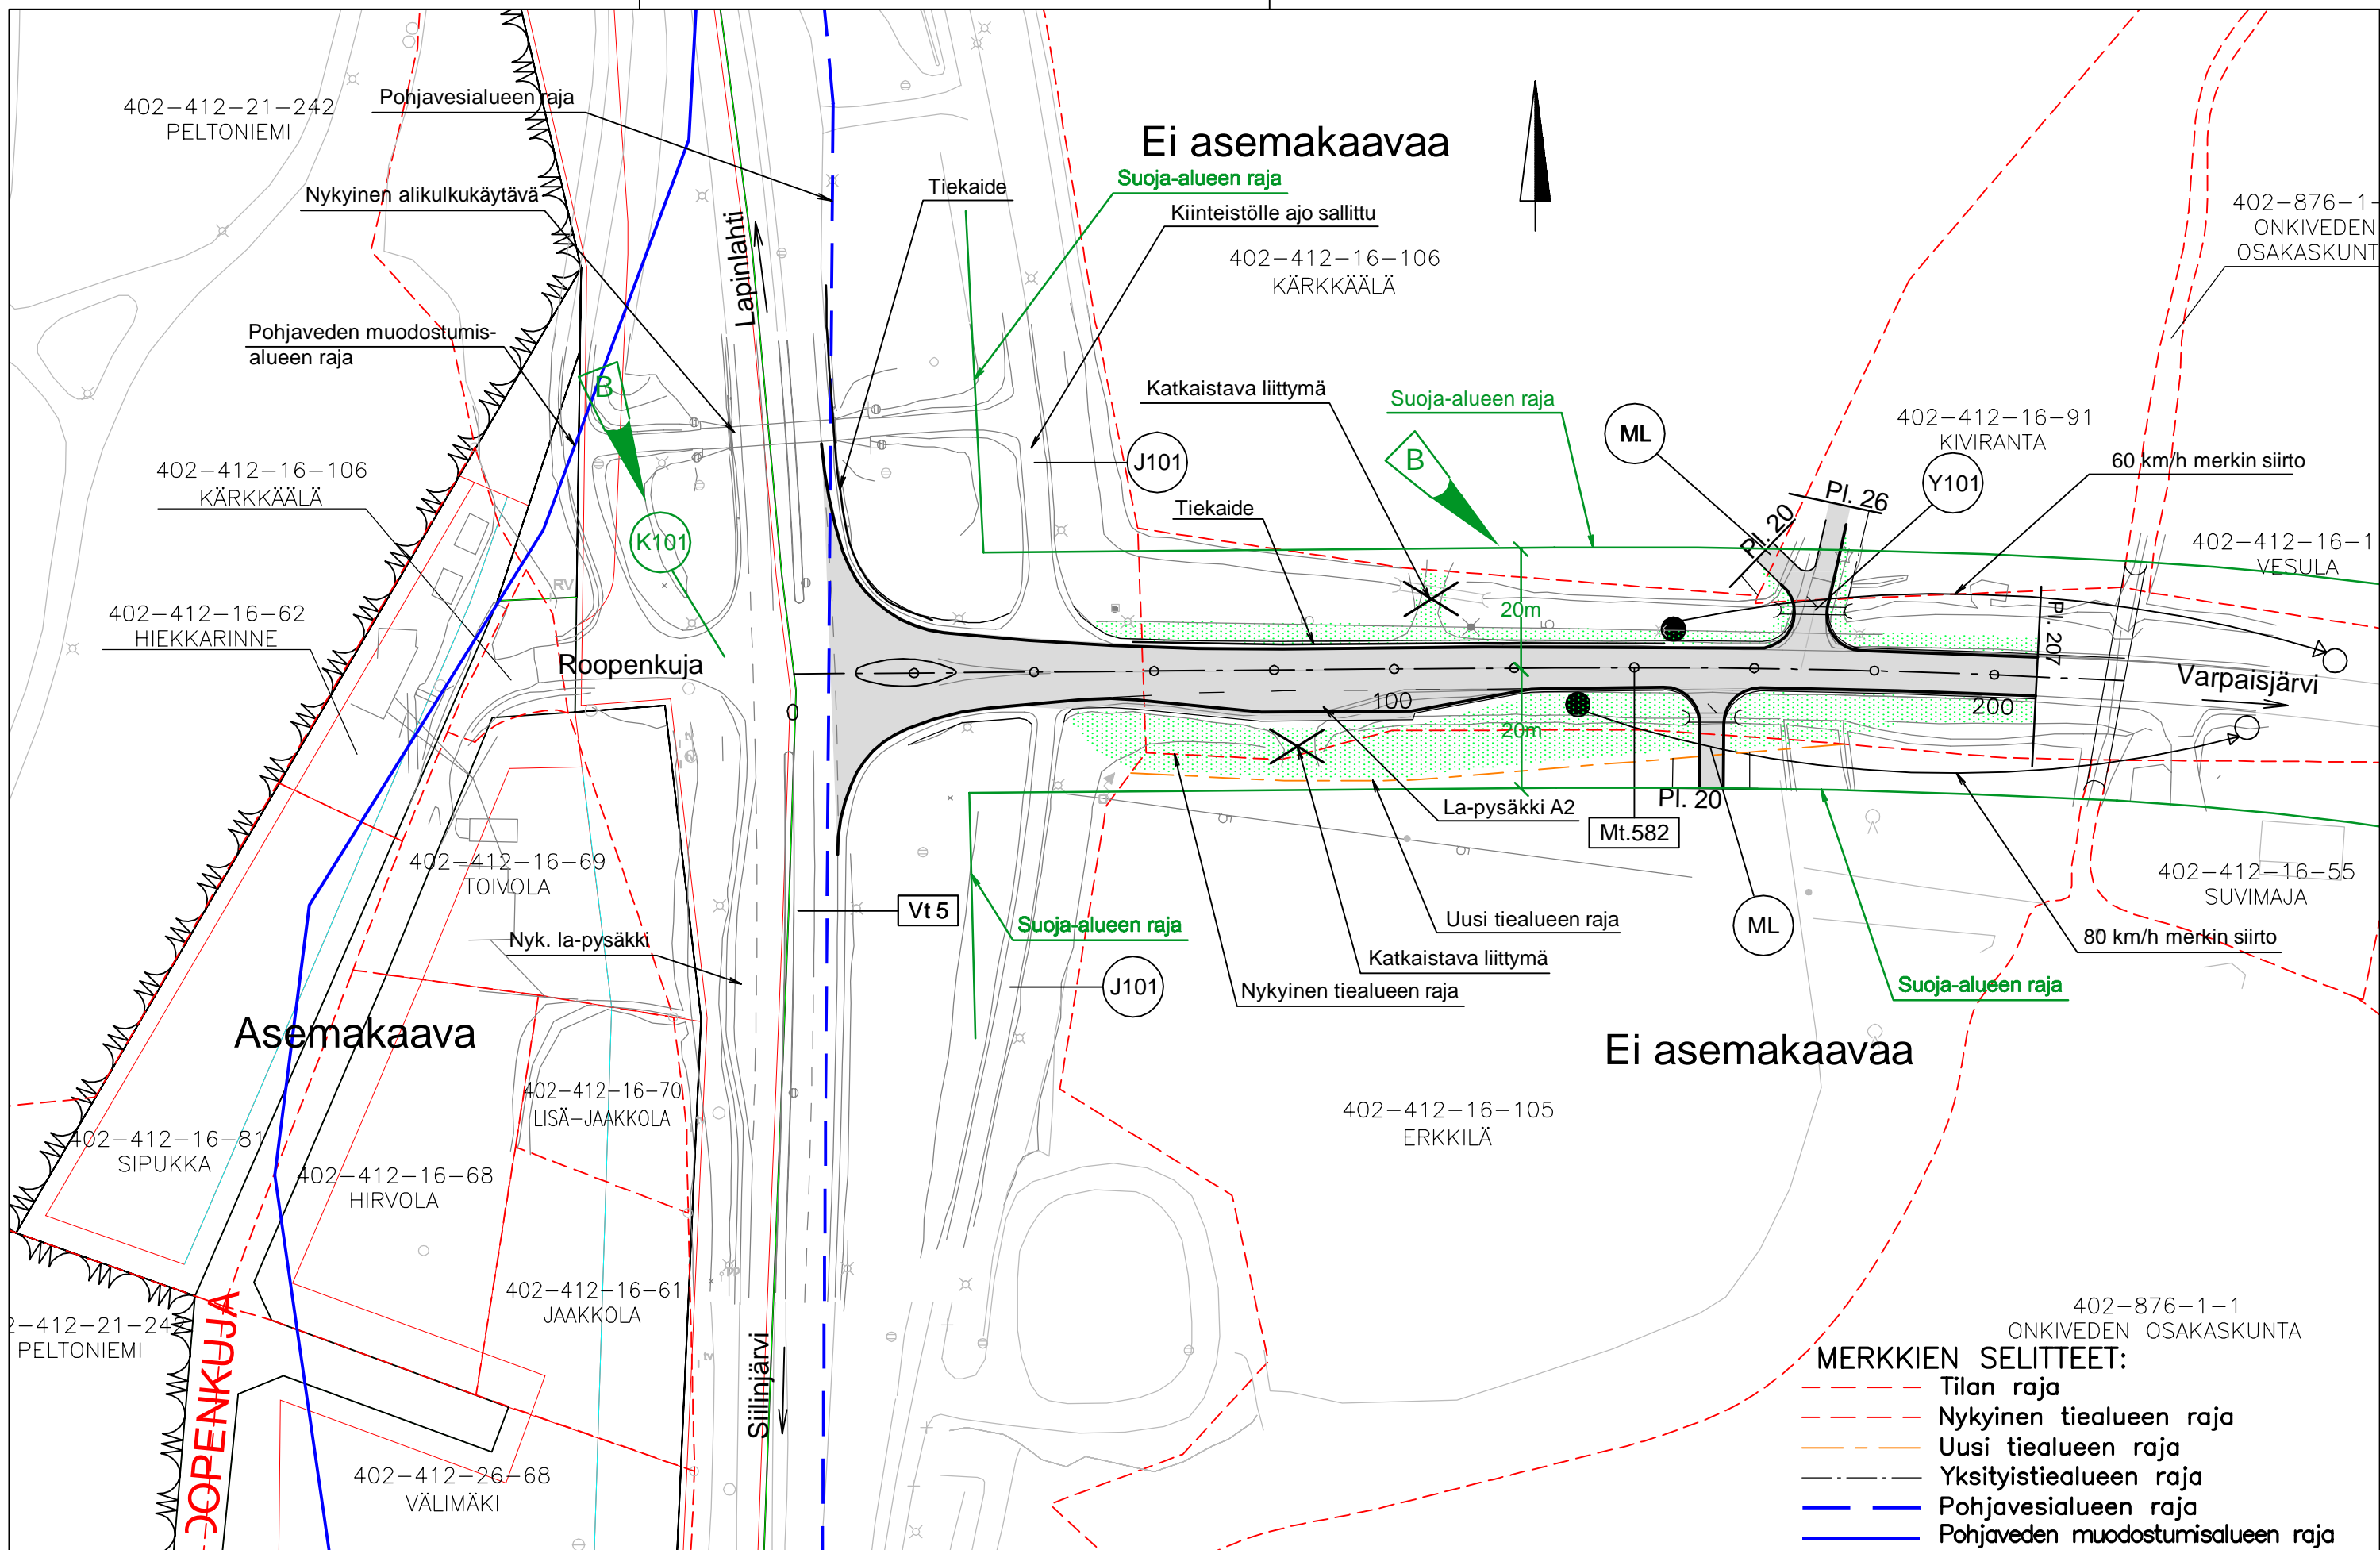 402-412-21-242
PELTONIEMI
Pohjavesialueen raja
Ei asemakaavaa
Suoja-alueen raja
Tiekaide
Nykyinen alikulkukäytävä
Kiinteistölle ajo sallittu
402-412-16-106
KÄRKKÄÄLÄ
402-876-1-
ONKIVEDEN
OSAKASKUNT
Lapinlahti
Pohjaveden muodostumis-
alueen raja
B
Katkaistava liittymä
Suoja-alueen raja
ML
402-412-16-91
KIVIRANTA
60 km/h merkin siirto
402-412-16-106
KÄRKKÄÄLÄ
J101
B
Y101
Pl. 26
Pl. 20
Tiekaide
K101
402-412-16-1
VESULA
RV
402-412-16-62
HIEKKARINNE
20m
Pl. 207
Roopenkuja
Varpaisjärvi
0
100
200
20m
La-pysäkki A2
Pl. 20
Mt.582
402-412-16-69
TOIVOLA
402-412-16-55
SUVIMAJA
Vt 5
Suoja-alueen raja
Uusi tiealueen raja
ML
Nyk. la-pysäkki
80 km/h merkin siirto
Katkaistava liittymä
J101
Nykyinen tiealueen raja
Suoja-alueen raja
Asemakaava
Ei asemakaavaa
402-412-16-70
LISÄ-JAAKKOLA
402-412-16-105
ERKKILÄ
402-412-16-81
SIPUKKA
402-412-16-68
HIRVOLA
402-412-16-61
JAAKKOLA
2-412-21-242
PELTONIEMI
OOPENKUJA
Siilinjärvi
tv
402-412-26-68
VÄLIMÄKI
402-876-1-1
ONKIVEDEN OSAKASKUNTA
MERKKIEN SELITTEET:
Tilan raja
Nykyinen tiealueen raja
Uusi tiealueen raja
Yksityistiealueen raja
Pohjavesialueen raja
Pohjaveden muodostumisalueen raja